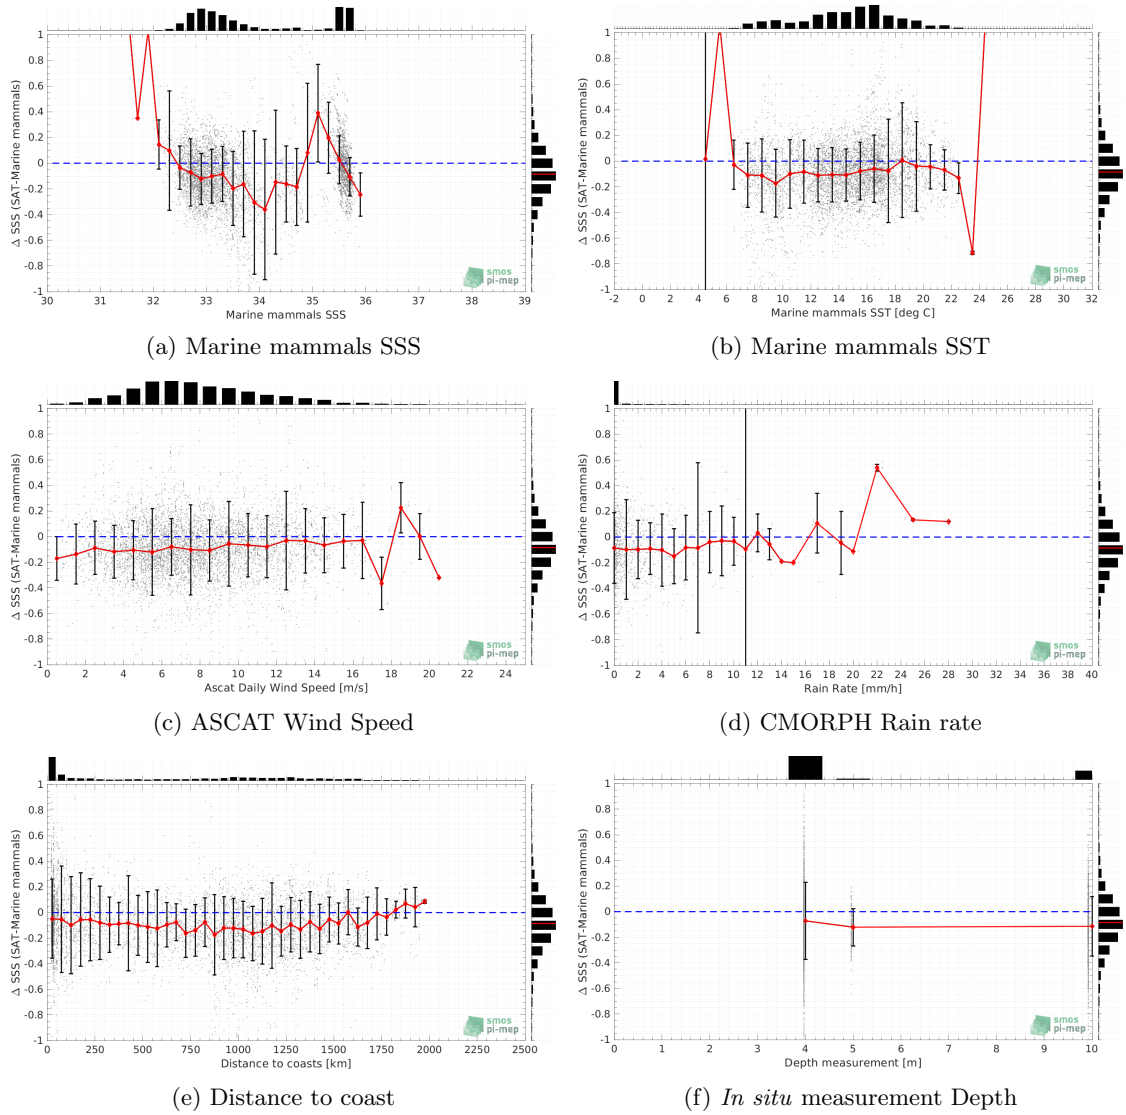 1
0.8
0.6
0.4
0.2
0
-0.2
-0.4
-0.6
-0.8
-1
Δ SSS (SAT-Marine mammals)
30 31 32 33 34 35 36 37 38 39
Marine mammals SSS
smos
pi-mep
(a) Marine mammals SSS
1
0.8
0.6
0.4
0.2
0
-0.2
-0.4
-0.6
-0.8
-1
Δ SSS (SAT-Marine mammals)
-2 0 2 4 6 8 10 12 14 16 18 20 22 24 26 28 30 32
Marine mammals SST [deg C]
smos
pi-mep
(b) Marine mammals SST
1
0.8
0.6
0.4
0.2
0
-0.2
-0.4
-0.6
-0.8
-1
Δ SSS (SAT-Marine mammals)
0 2 4 6 8 10 12 14 16 18 20 22 24
Ascat Daily Wind Speed [m/s]
smos
pi-mep
(c) ASCAT Wind Speed
1
0.8
0.6
0.4
0.2
0
-0.2
-0.4
-0.6
-0.8
-1
Δ SSS (SAT-Marine mammals)
0 2 4 6 8 10 12 14 16 18 20 22 24 26 28 30 32 34 36 38 40
Rain Rate [mm/h]
smos
pi-mep
(d) CMORPH Rain rate
1
0.8
0.6
0.4
0.2
0
-0.2
-0.4
-0.6
-0.8
-1
Δ SSS (SAT-Marine mammals)
0 250 500 750 1000 1250 1500 1750 2000 2250 2500
Distance to coasts [km]
smos
pi-mep
(e) Distance to coast
1
0.8
0.6
0.4
0.2
0
-0.2
-0.4
-0.6
-0.8
-1
Δ SSS (SAT-Marine mammals)
0 1 2 3 4 5 6 7 8 9 10
Depth measurement [m]
smos
pi-mep
(f) In situ measurement Depth